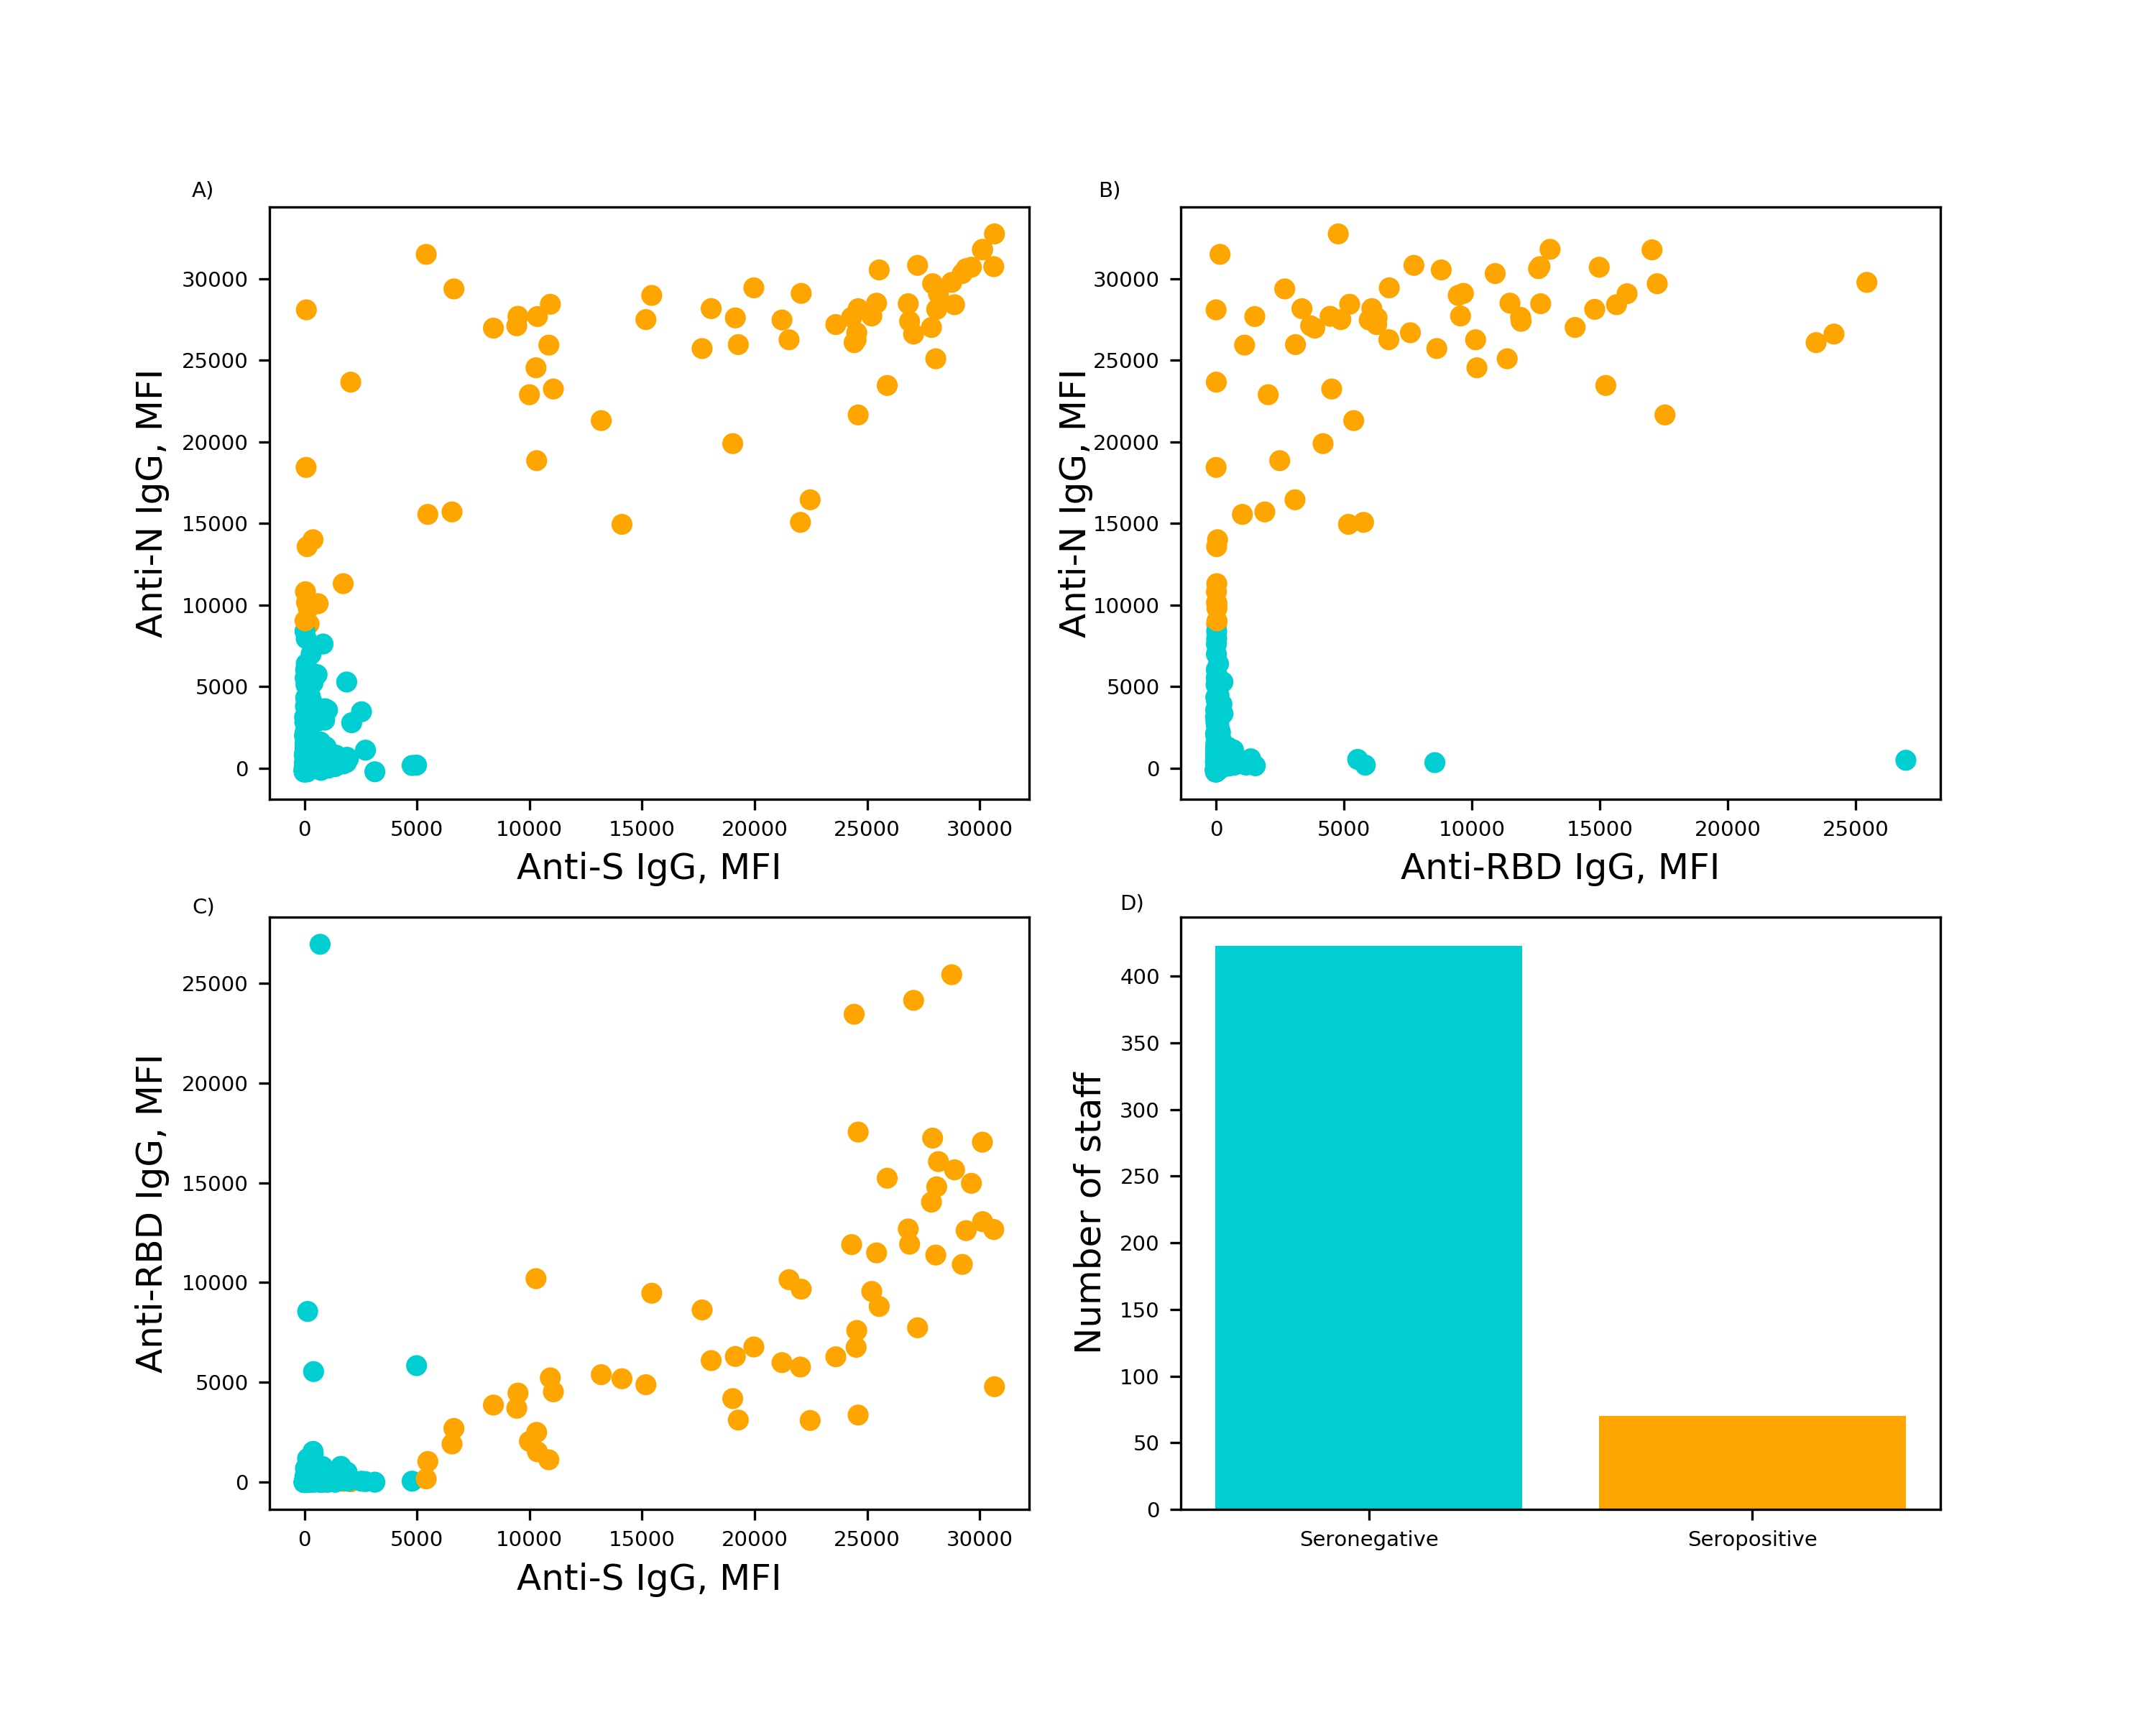 A)
30000
25000
20000
15000
10000
5000
0
Anti-N IgG, MFI
0 5000 10000 15000 20000 25000 30000
Anti-S IgG, MFI
B)
30000
25000
20000
15000
10000
5000
0
Anti-N IgG, MFI
0 5000 10000 15000 20000 25000
Anti-RBD IgG, MFI
C)
25000
20000
15000
10000
5000
0
Anti-RBD IgG, MFI
0 5000 10000 15000 20000 25000 30000
Anti-S IgG, MFI
D)
400
350
300
250
200
150
100
50
0
Number of staff
Seronegative Seropositive